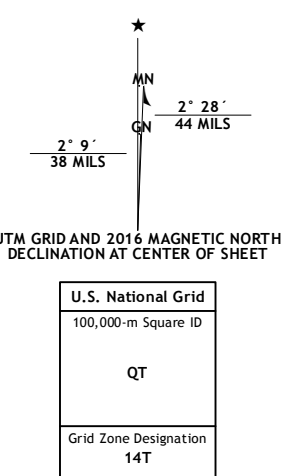 ★
MN
GN
2° 28´
44 MILS
2° 9´
38 MILS
UTM GRID AND 2016 MAGNETIC NORTH
DECLINATION AT CENTER OF SHEET
U.S. National Grid
100,000-m Square ID
QT
Grid Zone Designation
14T